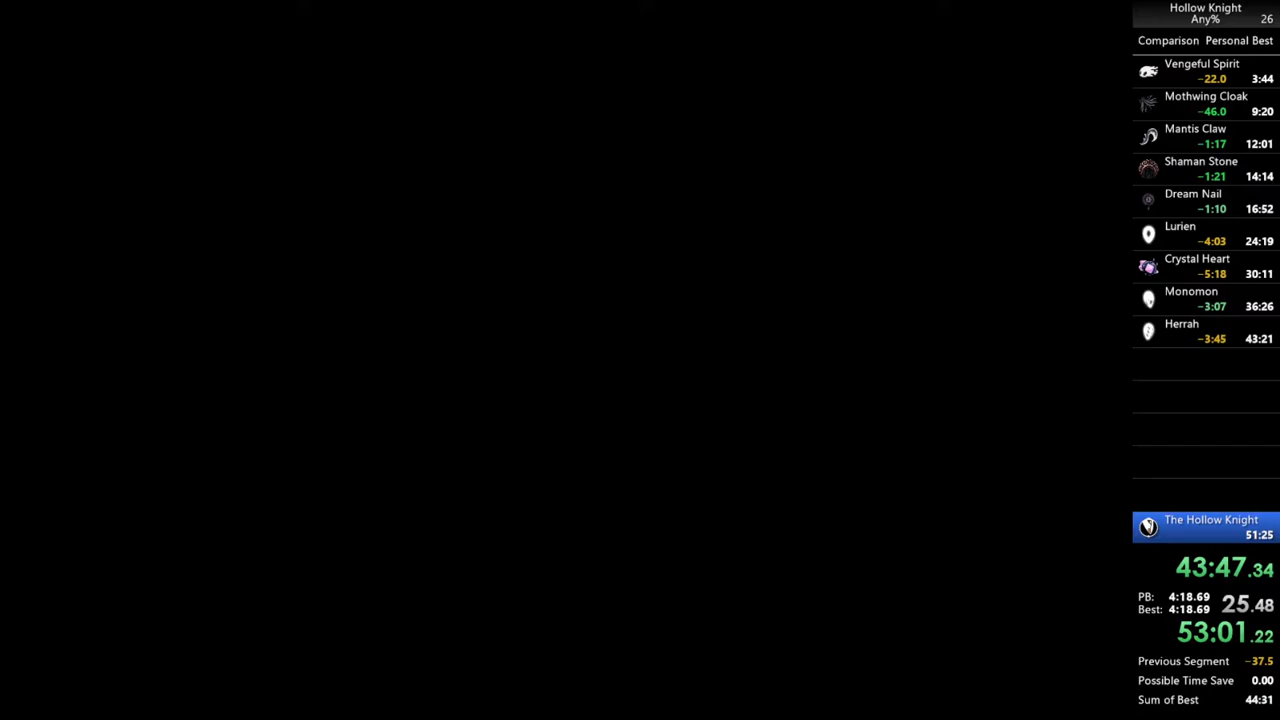 Hollow Knight
Any% 26
Comparison Personal Best
Vengeful Spirit
-22.0 3:44
Mothwing Cloak
-46.0 9:20
Mantis Claw
-1:17 12:01
Shaman Stone
-1:21 14:14
Dream Nail
-1:10 16:52
Lurien
-4:03 24:19
Crystal Heart
-5:18 30:11
Monomon
-3:07 36:26
Herrah
-3:45 43:21
The Hollow Knight
51:25
43:47.34
PB: 4:18.69 25.48
Best: 4:18.69
53:01.22
Previous Segment -37.5
Possible Time Save 0.00
Sum of Best 44:31